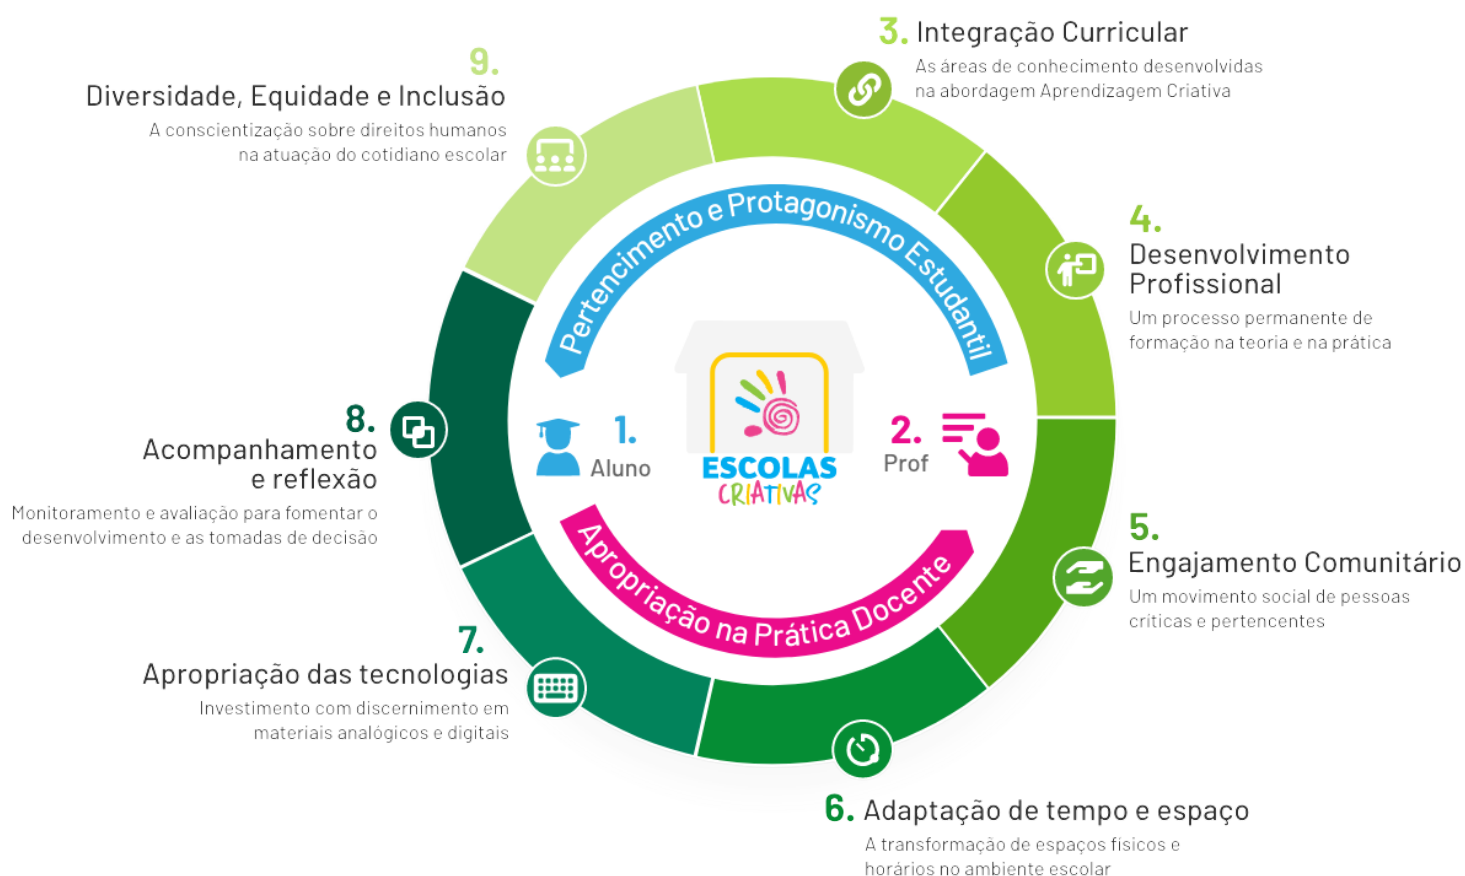 3. Integração Curricular
As áreas de conhecimento desenvolvidas
na abordagem Aprendizagem Criativa
9.
Diversidade, Equidade e Inclusão
A conscientização sobre direitos humanos
na atuação do cotidiano escolar
4.
Desenvolvimento
Profissional
Um processo permanente de
formação na teoria e na prática
Pertencimento e Protagonismo Estudantil
1.
Aluno
ESCOLAS
CRIATIVAS
2.
Prof
Apropriação na Prática Docente
8.
Acompanhamento
e reflexão
Monitoramento e avaliação para fomentar o
desenvolvimento e as tomadas de decisão
5.
Engajamento Comunitário
Um movimento social de pessoas
críticas e pertencentes
7.
Apropriação das tecnologias
Investimento com discernimento em
materiais analógicos e digitais
6. Adaptação de tempo e espaço
A transformação de espaços físicos e
horários no ambiente escolar